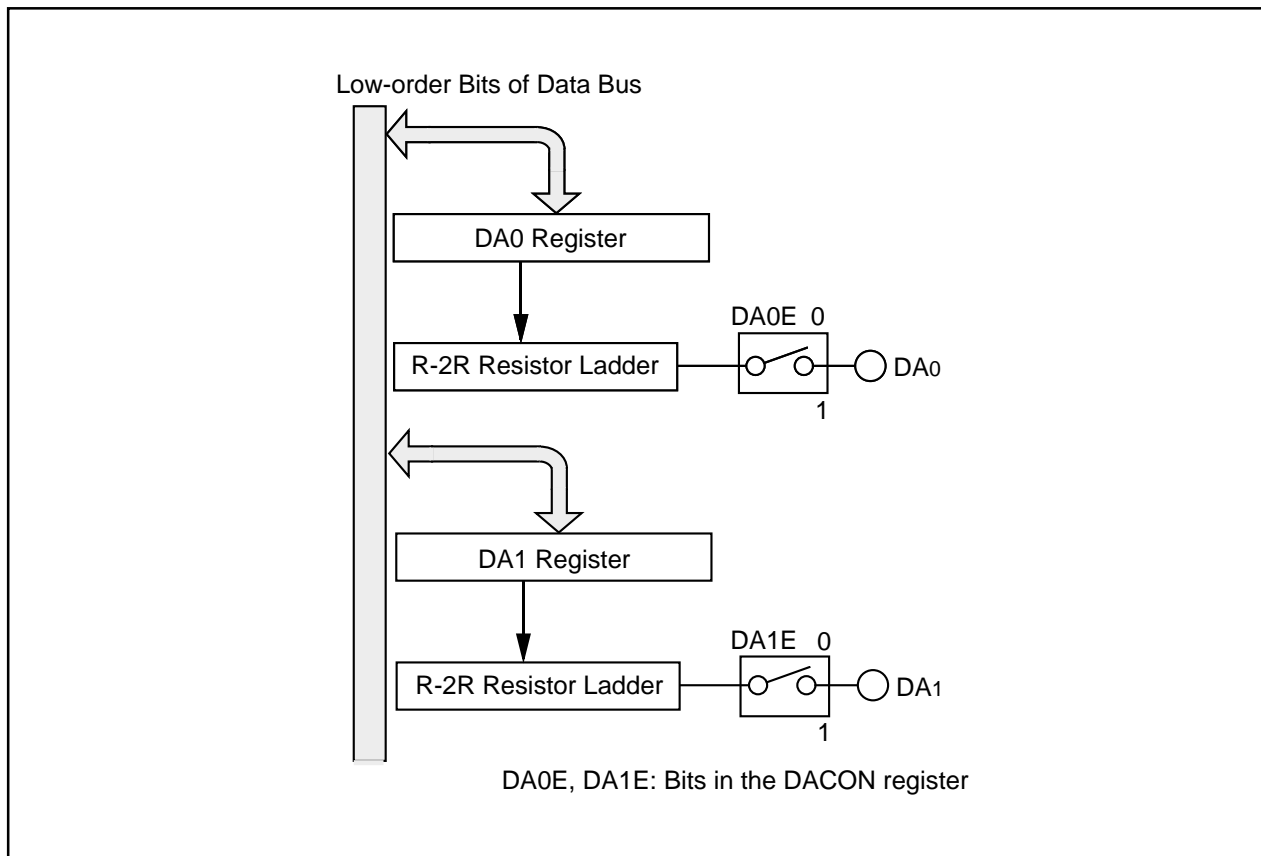 Low-order Bits of Data Bus
DA0 Register
DA0E 0
R-2R Resistor Ladder
DA0
1
DA1 Register
DA1E 0
R-2R Resistor Ladder
DA1
1
DA0E, DA1E: Bits in the DACON register